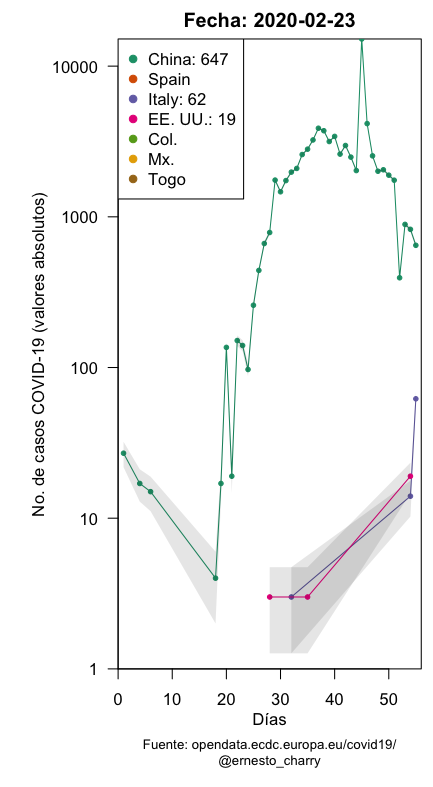 Fecha: 2020-02-23
China: 647
Spain
Italy: 62
EE. UU.: 19
Col.
Mx.
Togo
No. de casos COVID-19 (valores absolutos)
10000
1000
100
10
1
0 10 20 30 40 50
Días
Fuente: opendata.ecdc.europa.eu/covid19/
@ernesto_charry